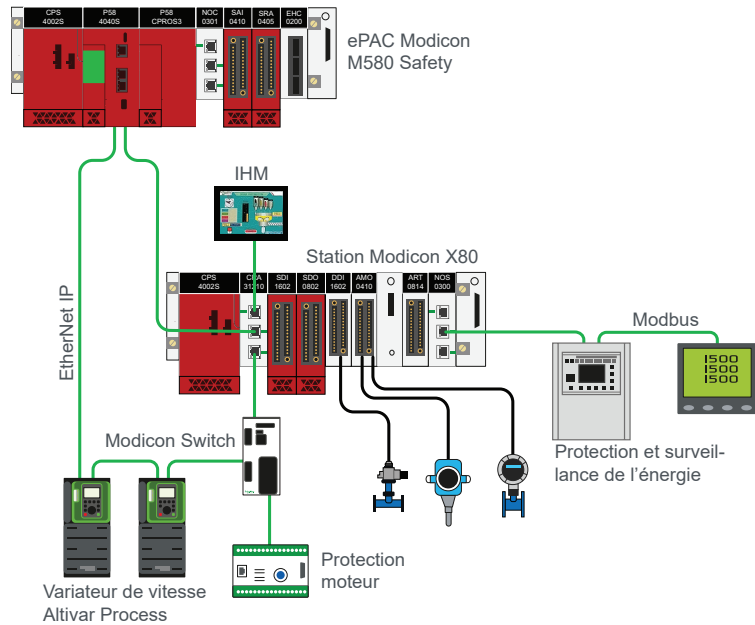 CPS 4002S
P58 4040S
P58 CPROS3
NOC 0301
SAI 0410
SRA 0405
EHC 0200
ePAC Modicon
M580 Safety
IHM
Station Modicon X80
CPS 4002S
CRA 31210
SDI 1602
SDO 0802
DDI 1602
AMO 0410
ART 0814
NOS 0300
EtherNet IP
Modbus
1500
1500
1500
Modicon Switch
Protection et surveil-
lance de l’énergie
Protection
moteur
Variateur de vitesse
Altivar Process